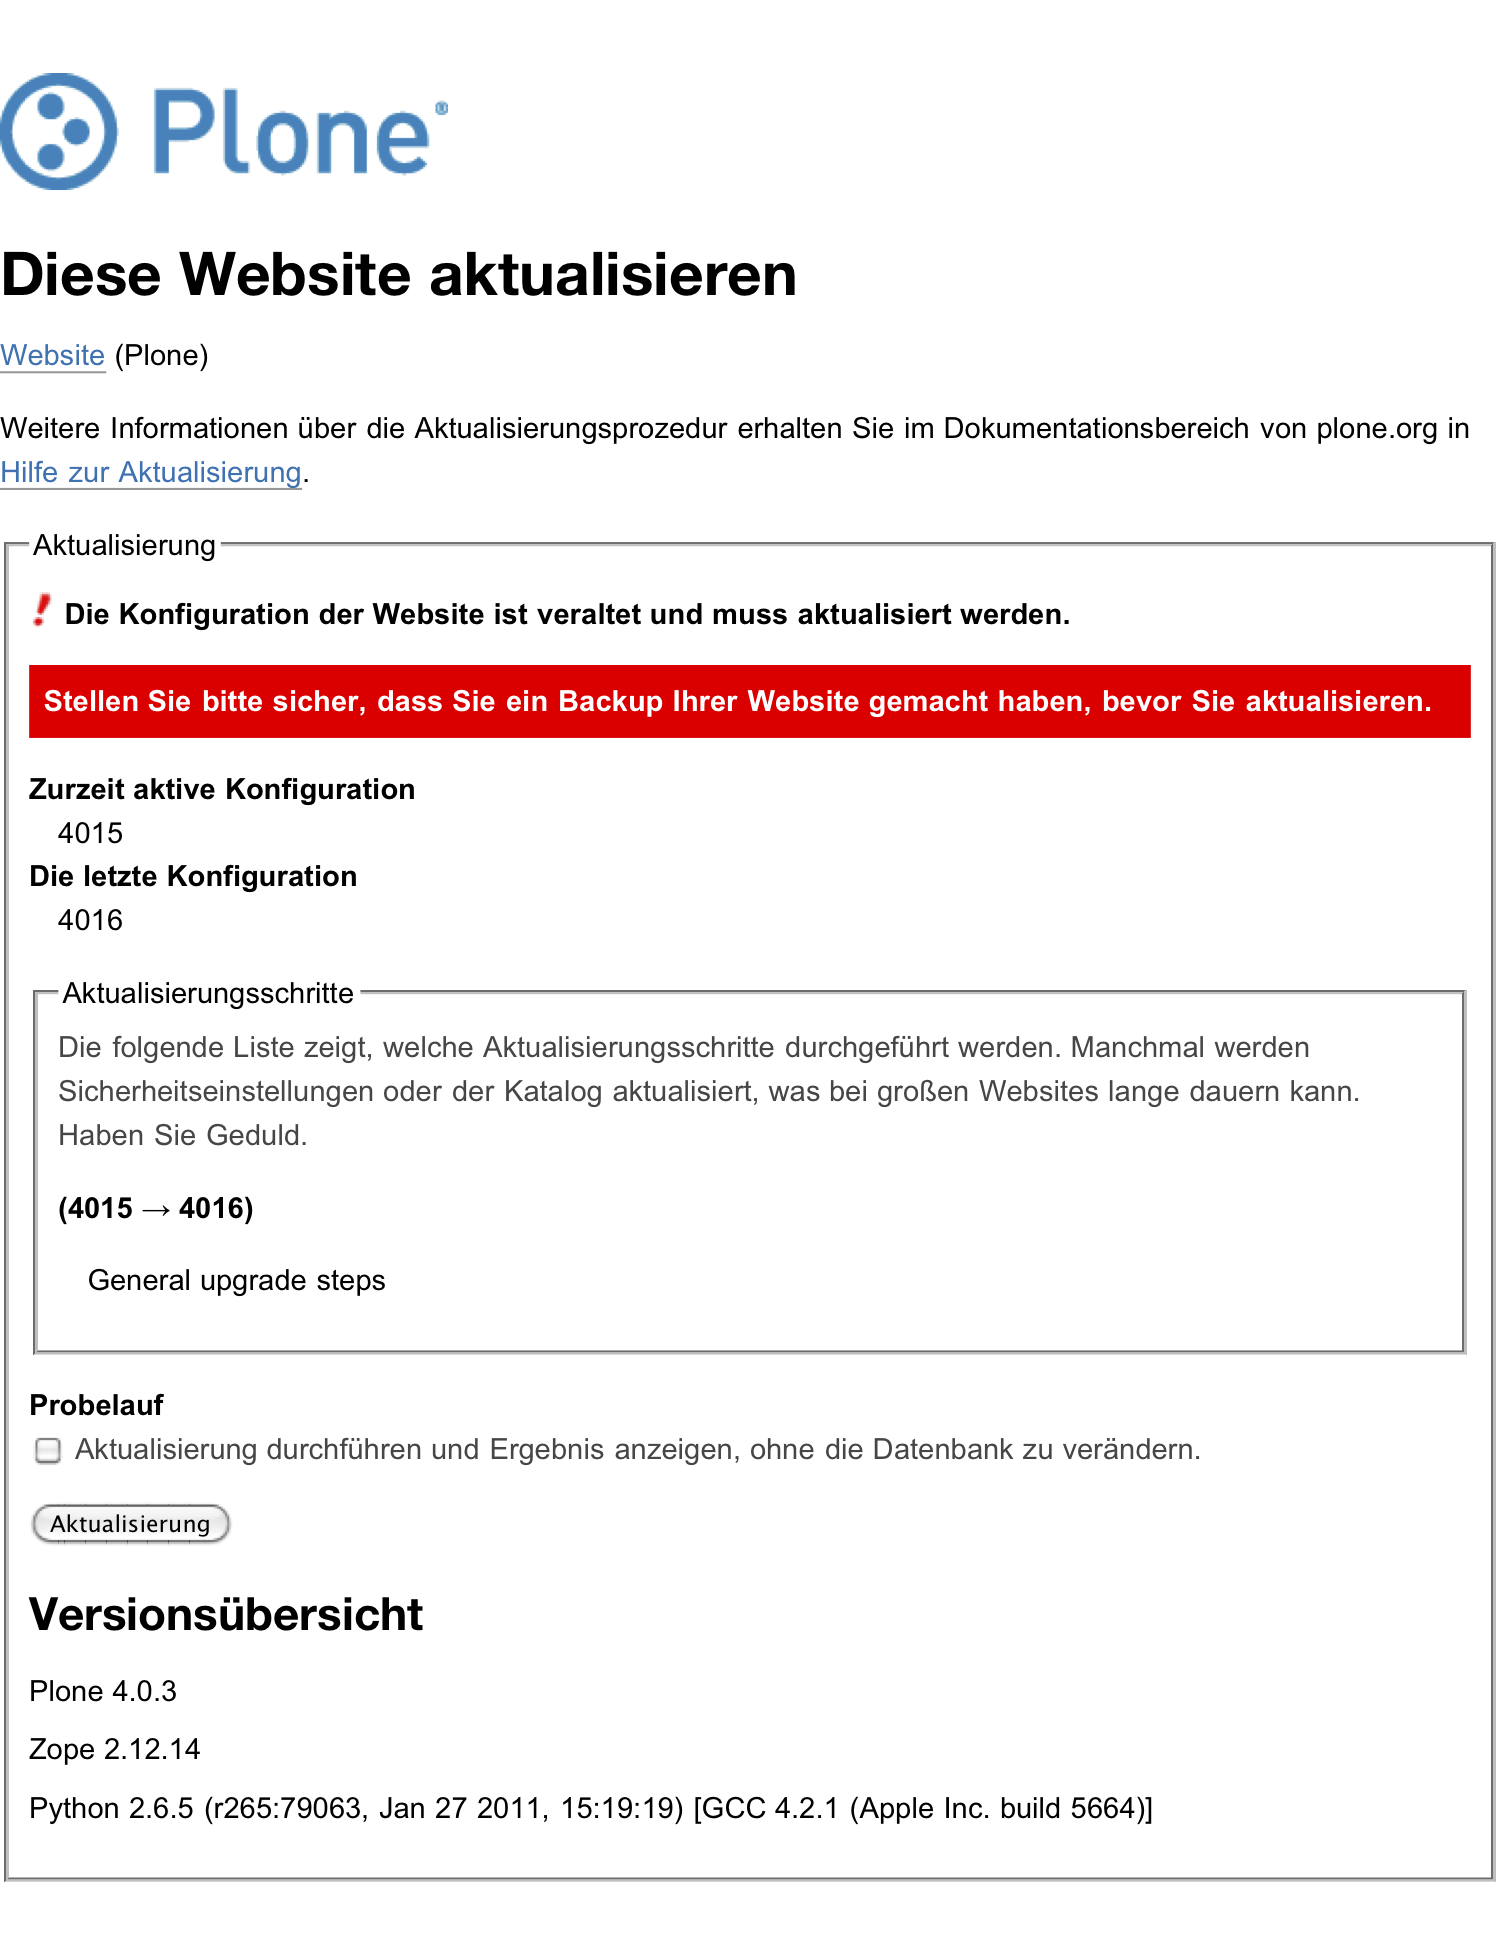 Plone®
Diese Website aktualisieren
Website (Plone)
Weitere Informationen über die Aktualisierungsprozedur erhalten Sie im Dokumentationsbereich von plone.org in
Hilfe zur Aktualisierung.
Aktualisierung
Die Konfiguration der Website ist veraltet und muss aktualisiert werden.
Stellen Sie bitte sicher, dass Sie ein Backup Ihrer Website gemacht haben, bevor Sie aktualisieren.
Zurzeit aktive Konfiguration
4015
Die letzte Konfiguration
4016
Aktualisierungsschritte
Die folgende Liste zeigt, welche Aktualisierungsschritte durchgeführt werden. Manchmal werden
Sicherheitseinstellungen oder der Katalog aktualisiert, was bei großen Websites lange dauern kann.
Haben Sie Geduld.
(4015 → 4016)
General upgrade steps
Probelauf
Aktualisierung durchführen und Ergebnis anzeigen, ohne die Datenbank zu verändern.
Aktualisierung
Versionsübersicht
Plone 4.0.3
Zope 2.12.14
Python 2.6.5 (r265:79063, Jan 27 2011, 15:19:19) [GCC 4.2.1 (Apple Inc. build 5664)]